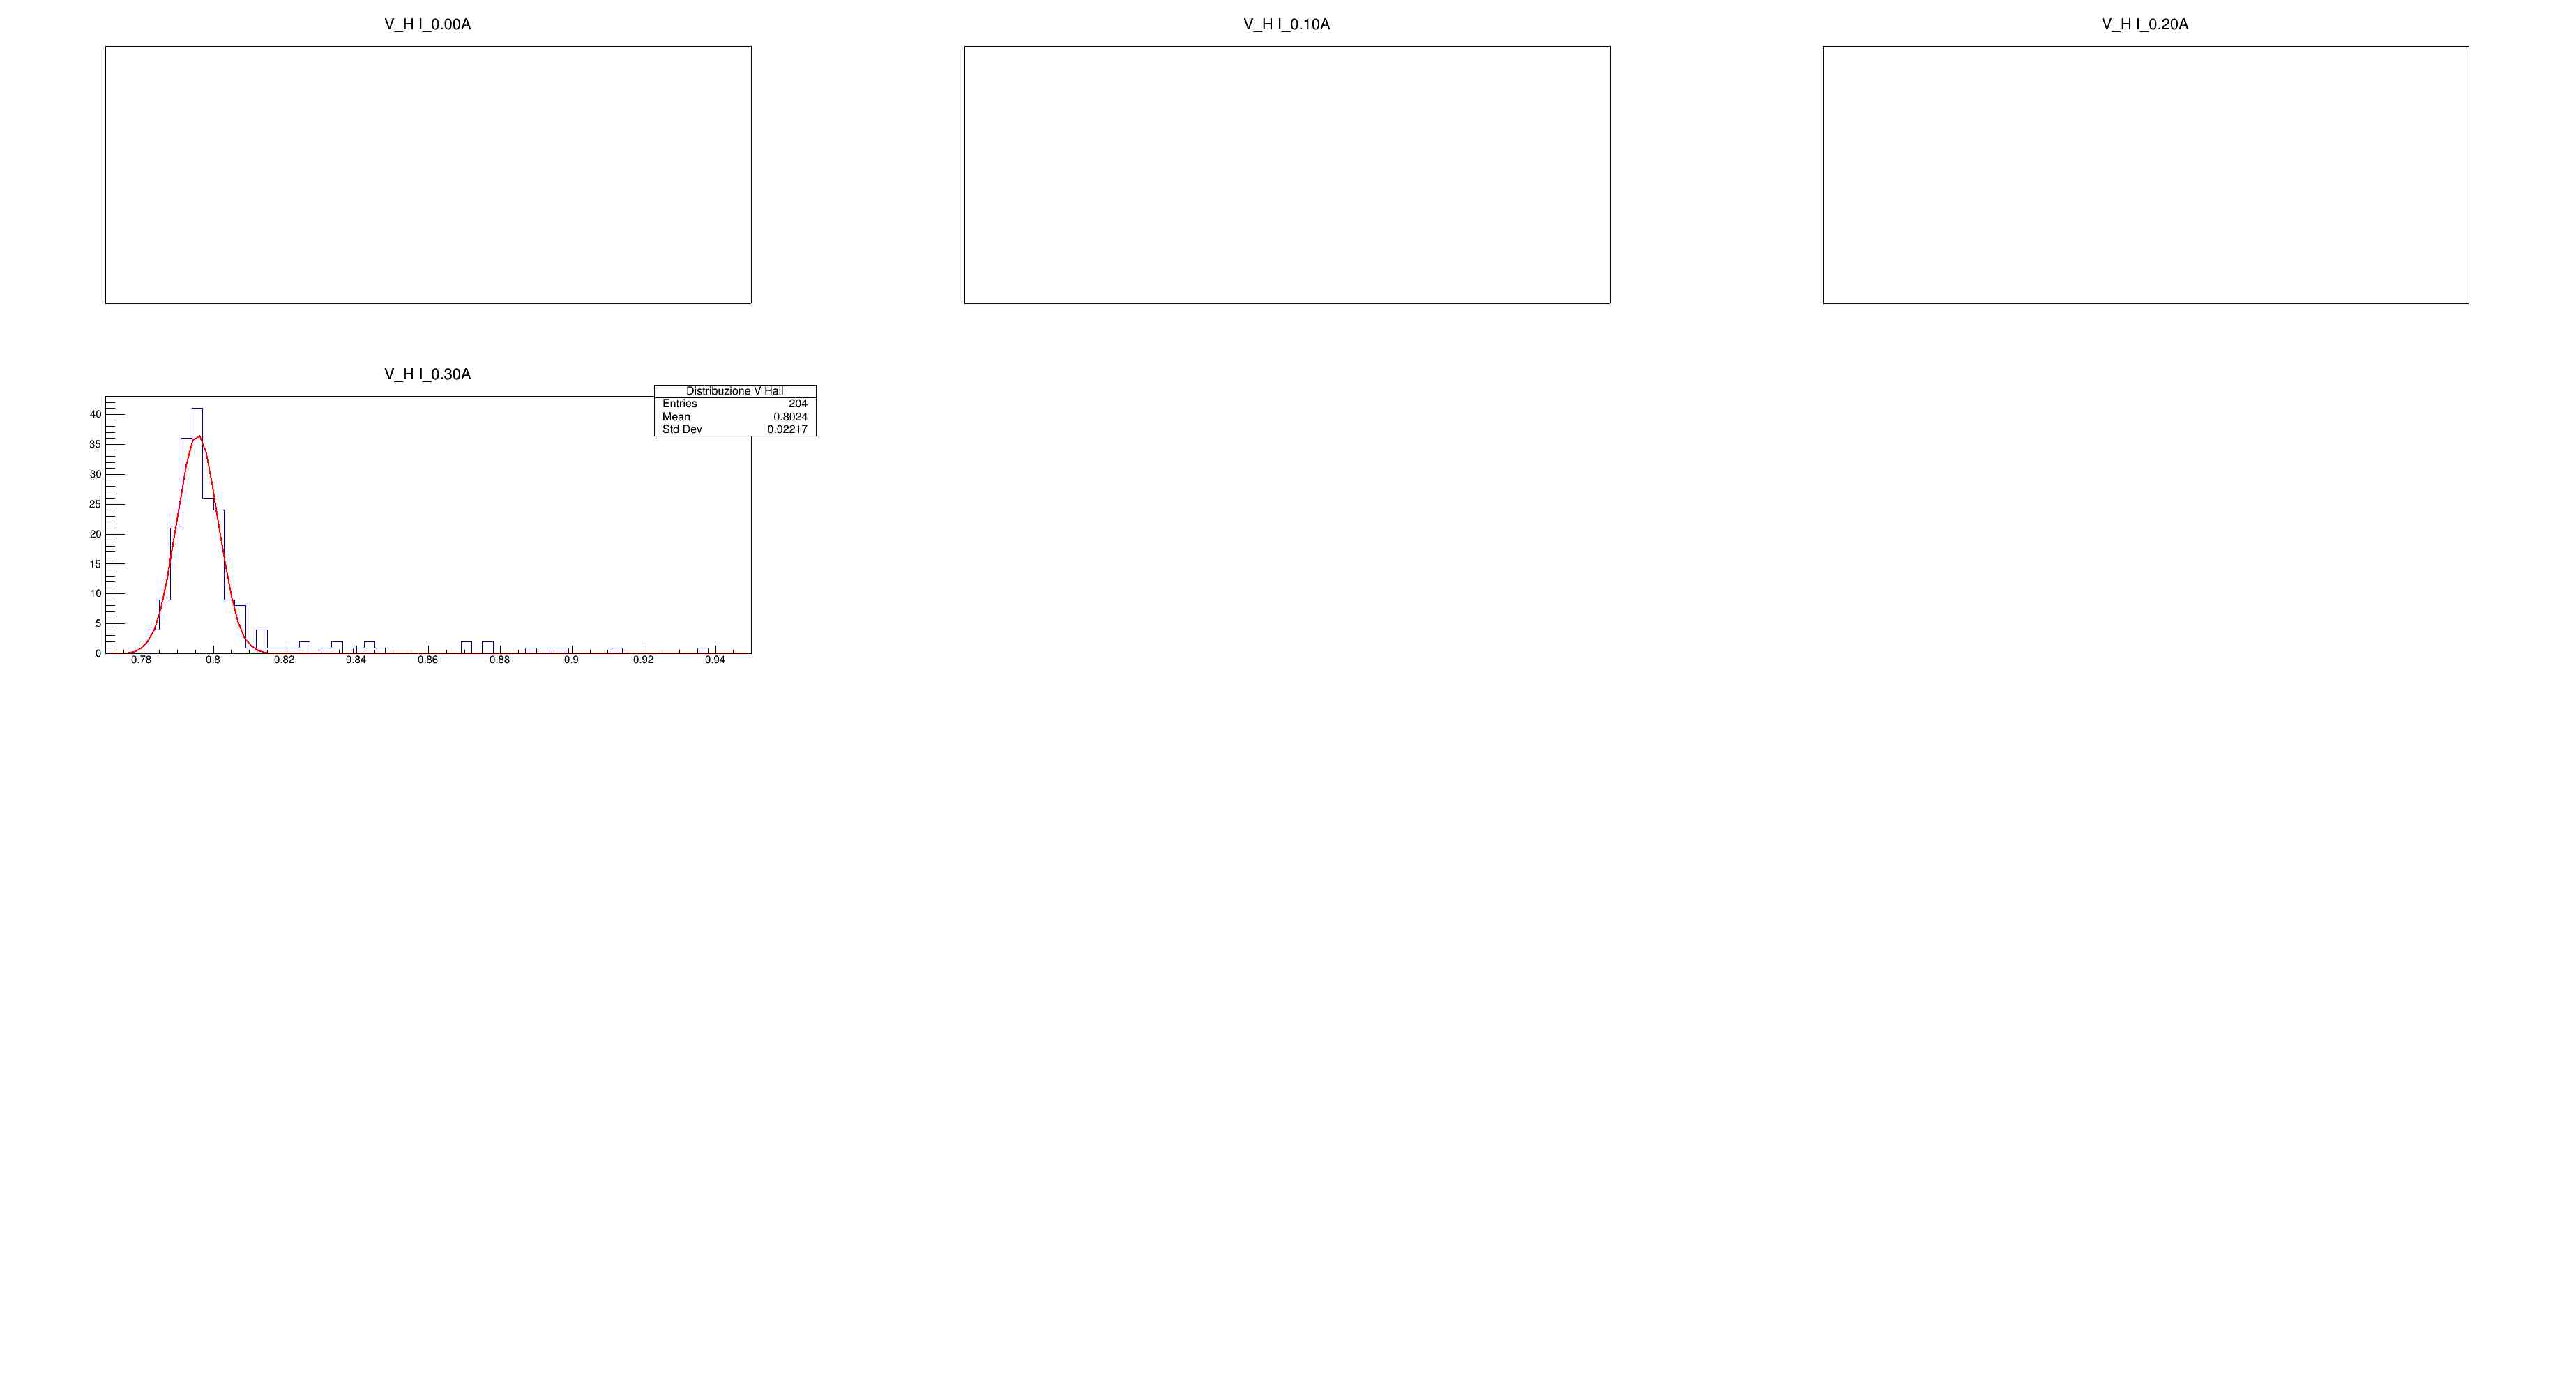 V_H I_0.00A
V_H I_0.10A
V_H I_0.20A
V_H I_0.30A
Distribuzione V Hall
Entries 204
Mean 0.8024
Std Dev 0.02217
40
35
30
25
20
15
10
5
0
0.78 0.8 0.82 0.84 0.86 0.88 0.9 0.92 0.94